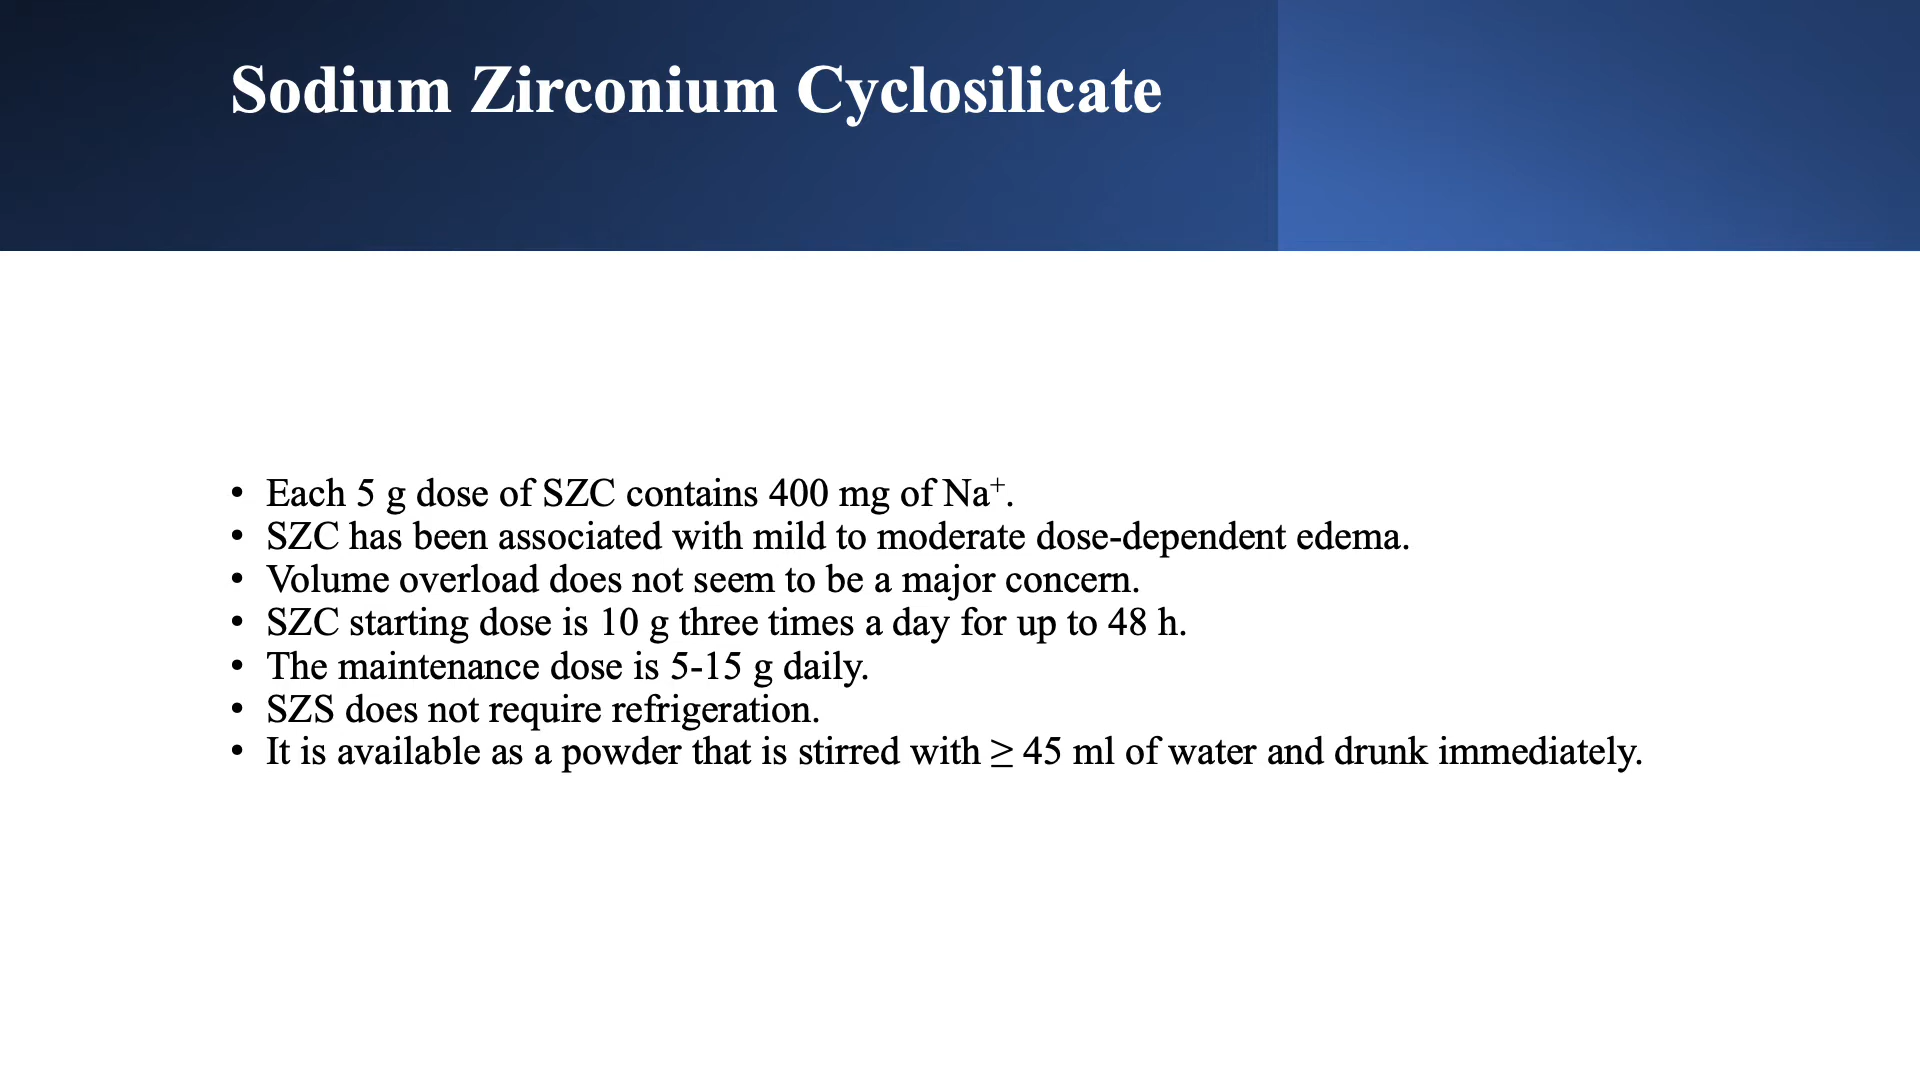 Sodium Zirconium Cyclosilicate
• Each 5 g dose of SZC contains 400 mg of Na⁺.
• SZC has been associated with mild to moderate dose-dependent edema.
• Volume overload does not seem to be a major concern.
• SZC starting dose is 10 g three times a day for up to 48 h.
• The maintenance dose is 5-15 g daily.
• SZS does not require refrigeration.
• It is available as a powder that is stirred with ≥ 45 ml of water and drunk immediately.